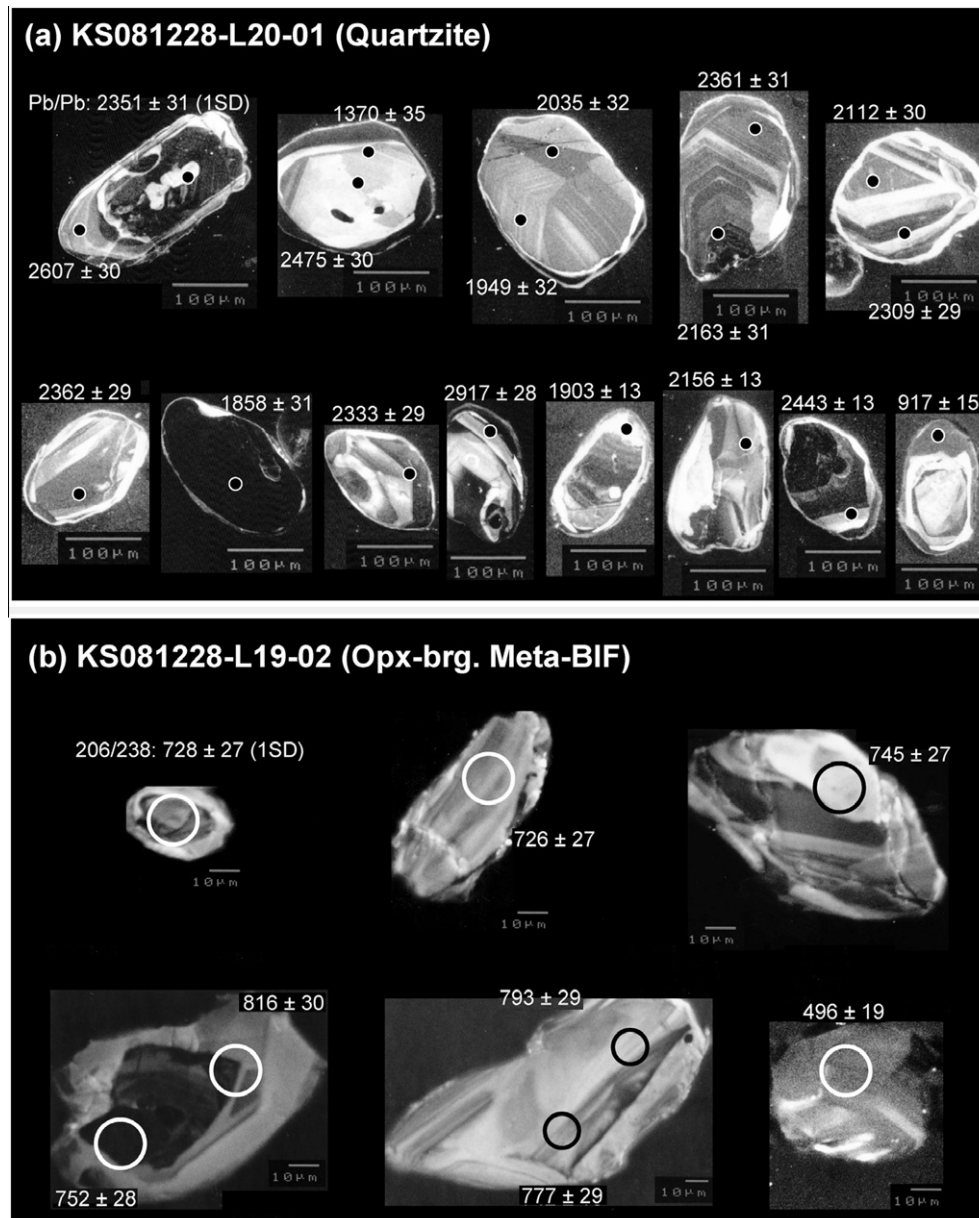 (a) KS081228-L20-01 (Quartzite)
Pb/Pb: 2351 ± 31 (1SD)
2607 ± 30
100μm
1370 ± 35
2475 ± 30
100μm
2035 ± 32
1949 ± 32
100μm
2361 ± 31
100μm
2163 ± 31
2112 ± 30
100μm
2309 ± 29
2362 ± 29
100μm
1858 ± 31
100μm
2333 ± 29
100μm
2917 ± 28
100μm
1903 ± 13
100μm
2156 ± 13
100μm
2443 ± 13
100μm
917 ± 15
100μm
(b) KS081228-L19-02 (Opx-brg. Meta-BIF)
206/238: 728 ± 27 (1SD)
10μm
726 ± 27
10μm
745 ± 27
10μm
816 ± 30
752 ± 28
10μm
793 ± 29
777 ± 29
10μm
496 ± 19
10μm